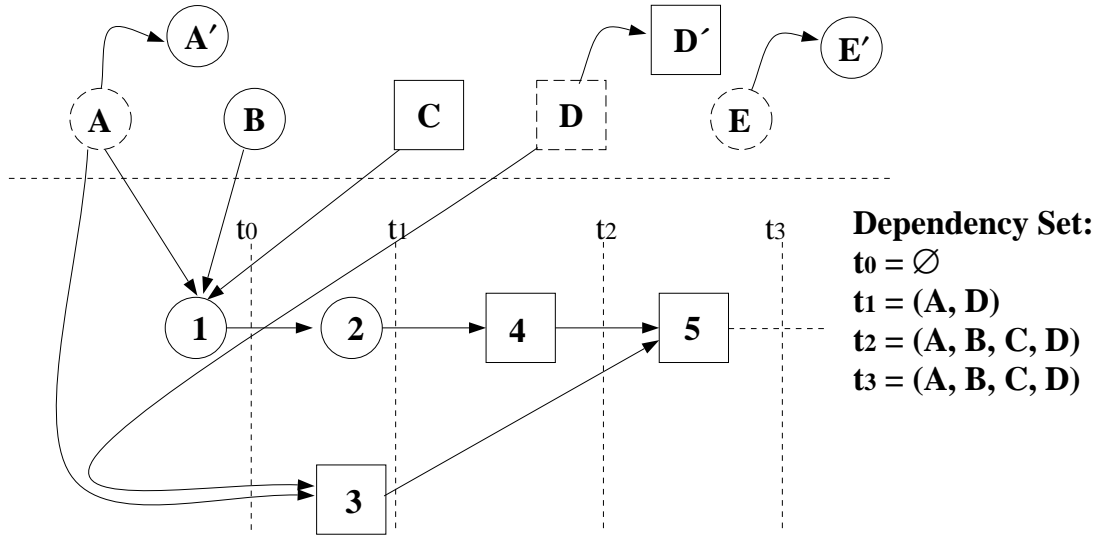 A′
D′
E′
A
B
C
D
E
t0
t1
t2
t3
Dependency Set:
t0 = ∅
t1 = (A, D)
t2 = (A, B, C, D)
t3 = (A, B, C, D)
1
2
4
5
3